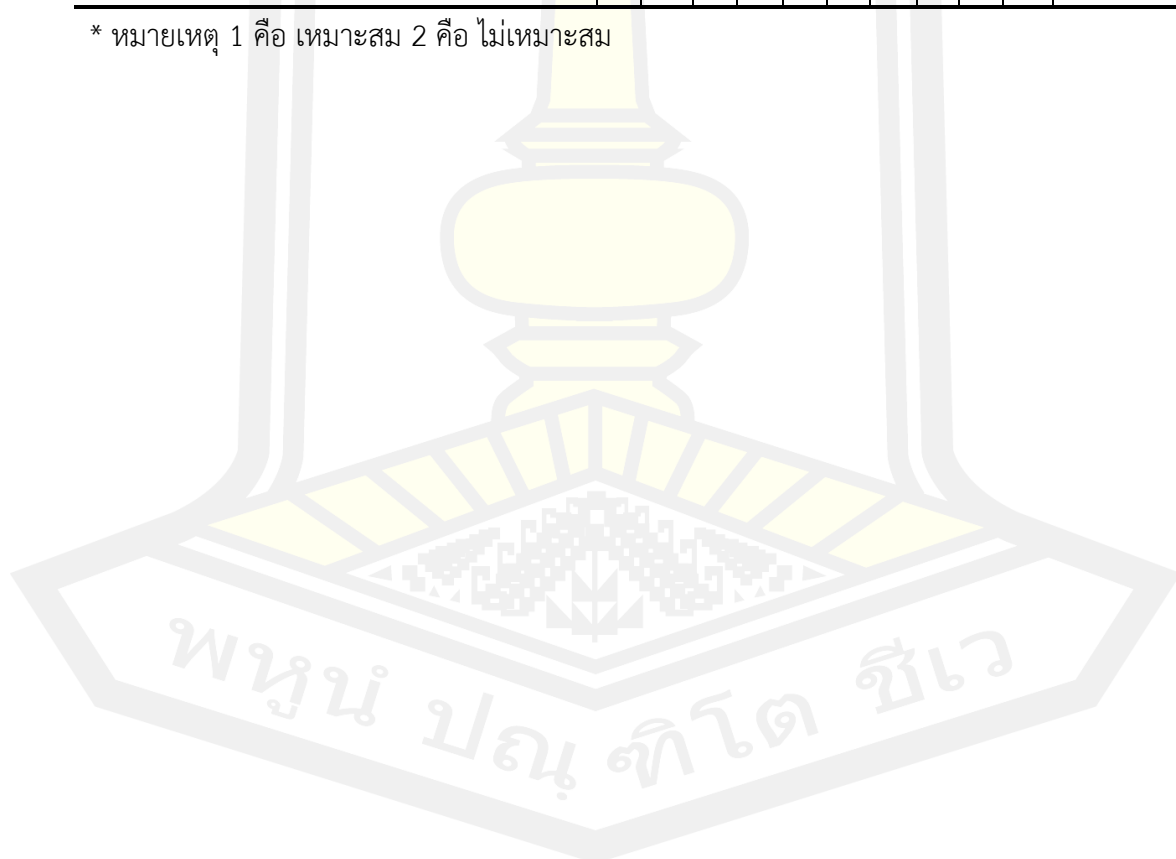 * หมายเหตุ 1 คือ เหมาะสม 2 คือ ไม่เหมาะสม
พหูนํ ปณฺฑิโต ชีเว